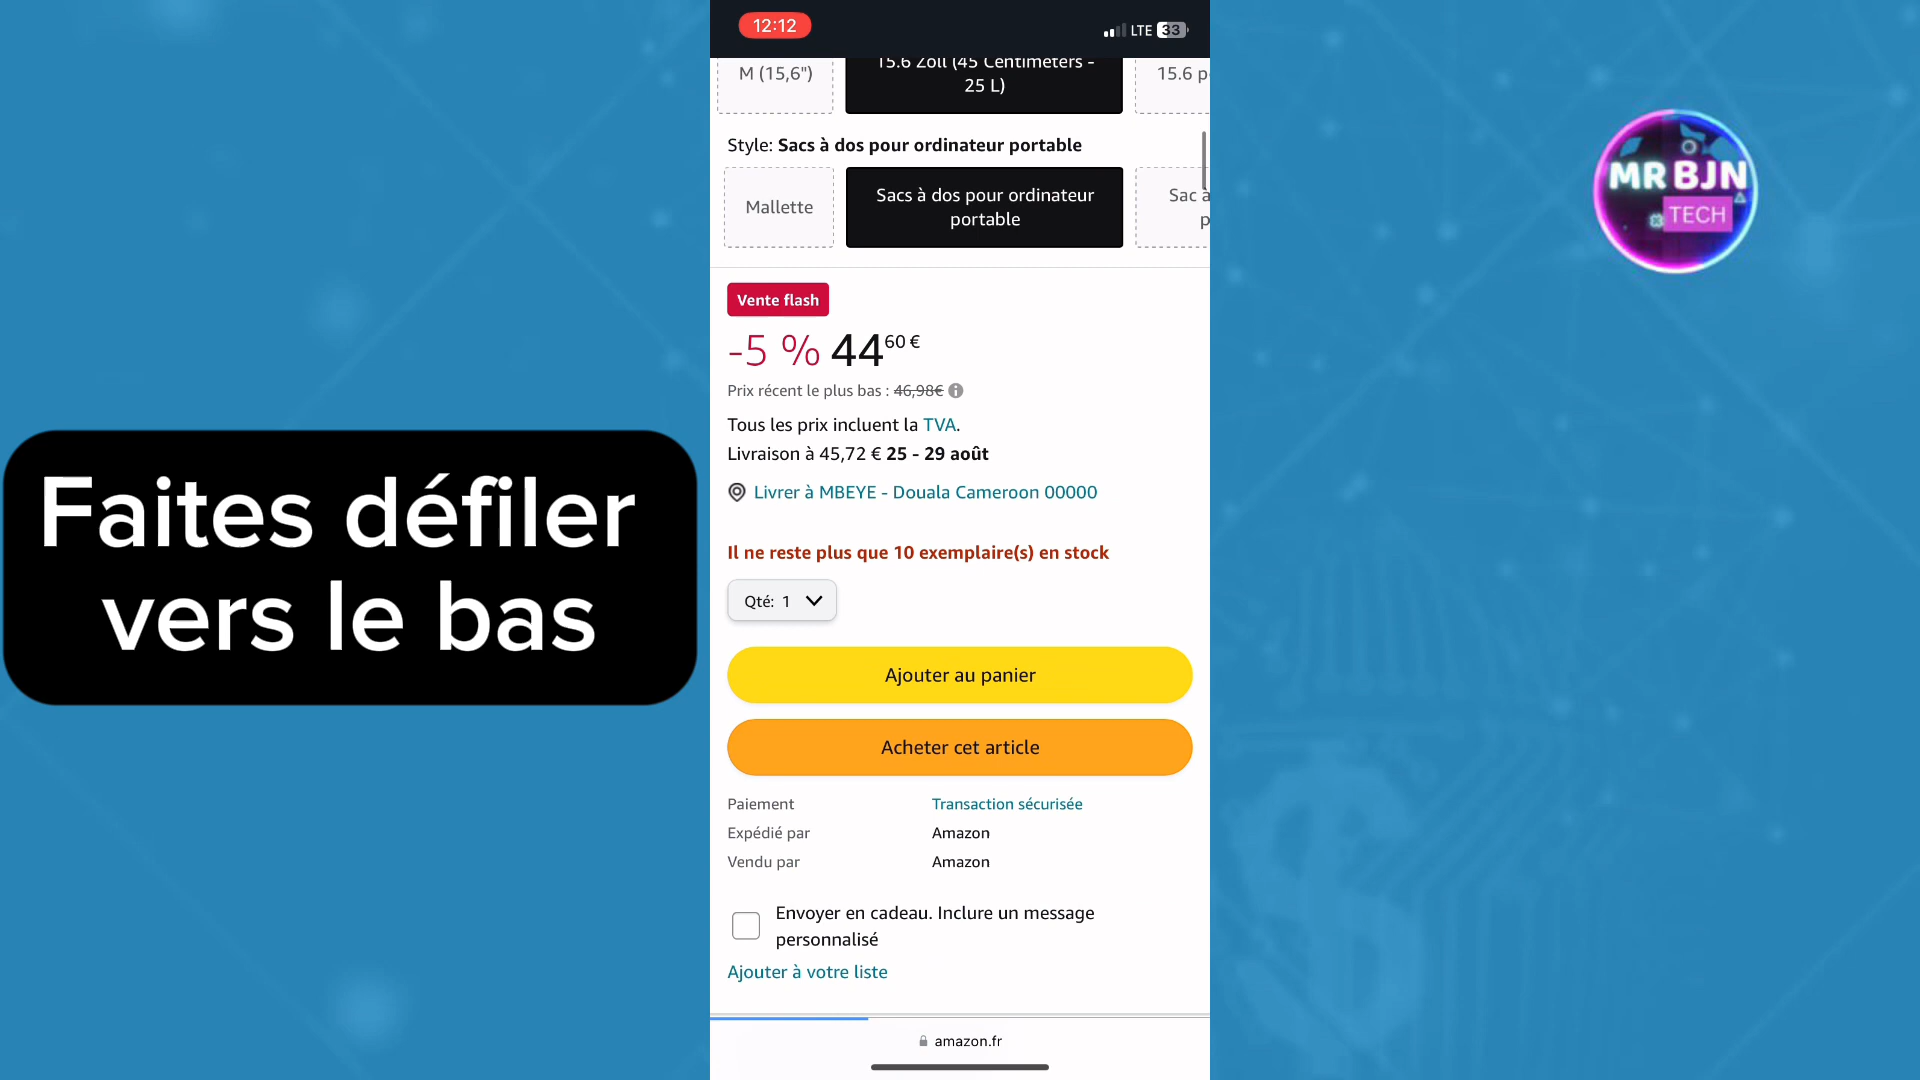 12:12
LTE 33
M (15,6")
15.6 Zoll (45 Centimeters -
25 L)
15.6 p
Style: Sacs à dos pour ordinateur portable
Mallette
Sacs à dos pour ordinateur
portable
Sac à
p
Vente flash
-5 % 44 60 €
Prix récent le plus bas : 46,98€
Tous les prix incluent la TVA.
Livraison à 45,72 € 25 - 29 août
Livrer à MBEYE - Douala Cameroon 00000
Il ne reste plus que 10 exemplaire(s) en stock
Qté: 1
Ajouter au panier
Acheter cet article
Paiement Transaction sécurisée
Expédié par Amazon
Vendu par Amazon
Envoyer en cadeau. Inclure un message
personnalisé
Ajouter à votre liste
amazon.fr
Faites défiler
vers le bas
MR BJN
TECH